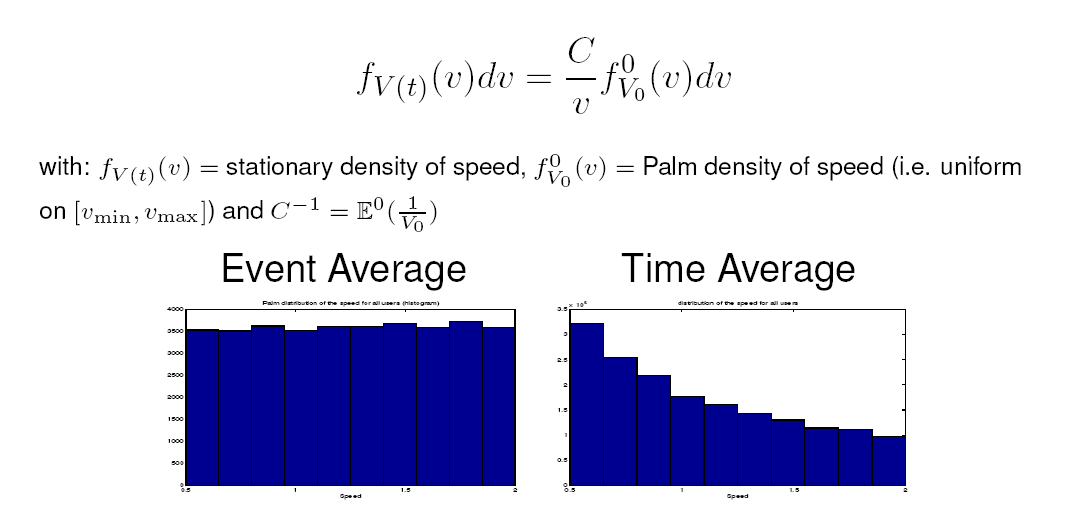 f_{V(t)}(v)dv = \frac{C}{v} f^0_{V_0}(v)dv
with: f_{V(t)}(v) = stationary density of speed, f^0_{V_0}(v) = Palm density of speed (i.e. uniform
on [v_{min}, v_{max}]) and C^{-1} = 𝔼^0(\frac{1}{V_0})
Event Average
Time Average
Palm distribution of the speed for all users (histogram)
4000
3500
3000
2500
2000
1500
1000
500
0
0.5 1 1.5 2
Speed
distribution of the speed for all users
3.5
3
2.5
2
1.5
1
0.5
0
0.5 1 1.5 2
Speed